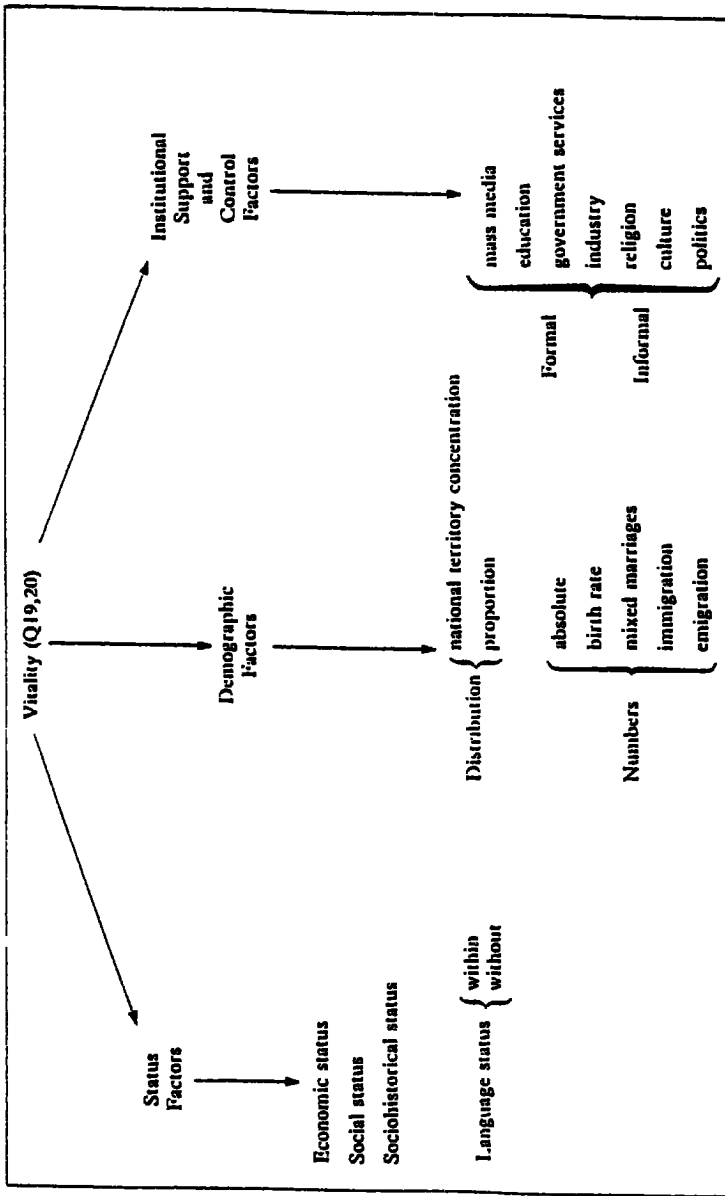 Vitality (Q19,20)
Status
Factors
Demographic
Factors
Institutional
Support
and
Control
Factors
Economic status
Social status
Sociohistorical status
Language status
within
without
Distribution
national territory concentration
proportion
Numbers
absolute
birth rate
mixed marriages
immigration
emigration
Formal
Informal
mass media
education
government services
industry
religion
culture
politics